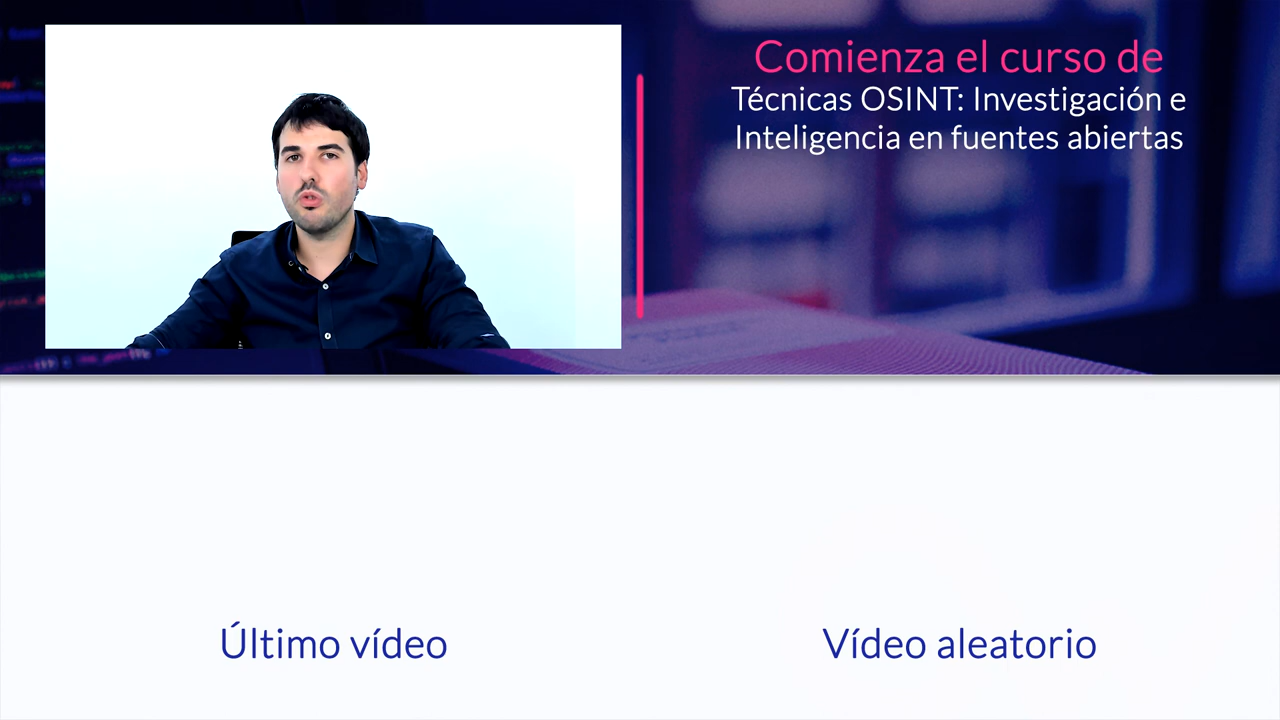 Comienza el curso de
Técnicas OSINT: Investigación e
Inteligencia en fuentes abiertas
Último vídeo
Vídeo aleatorio